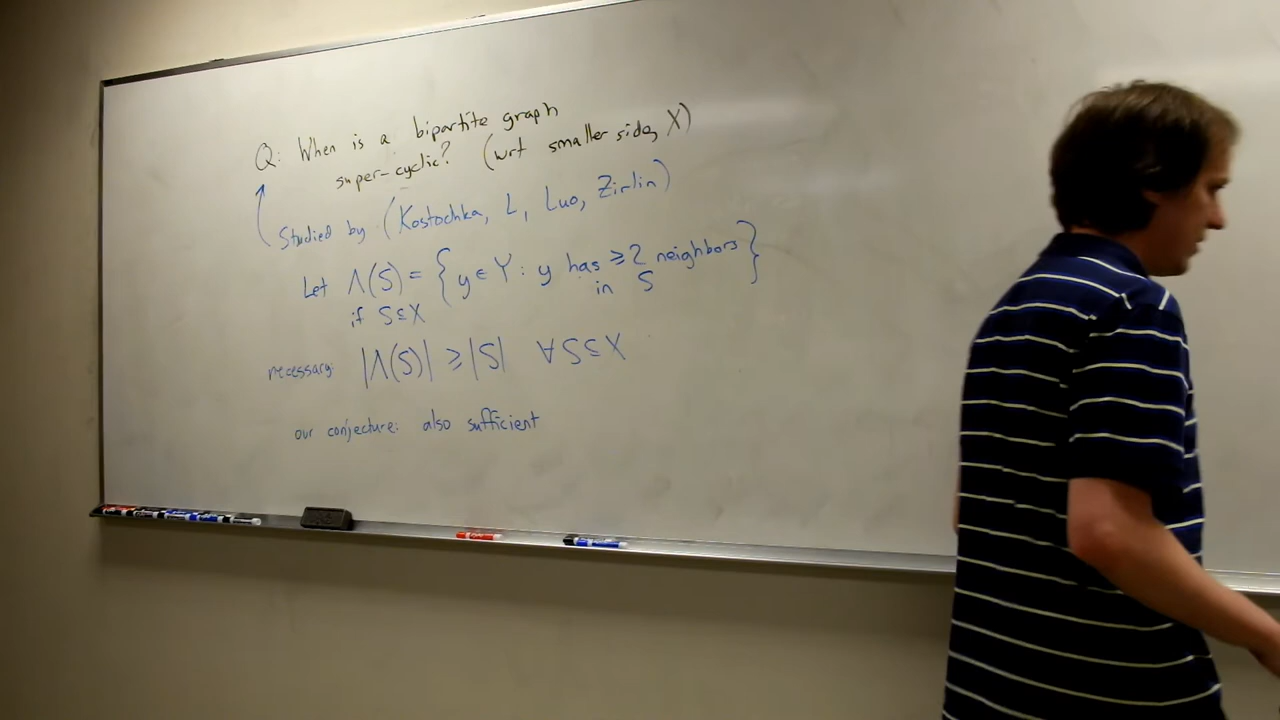 Q: When is a bipartite graph
super-cyclic? (wrt smaller side, X)
Studied by (Kostochka, L, Luo, Zirlin)
Let Λ(S) = { y ∈ Y : y has ≥ 2 neighbors
in S }
if S ⊆ X
necessary: |Λ(S)| ≥ |S| ∀ S ⊆ X
our conjecture: also sufficient